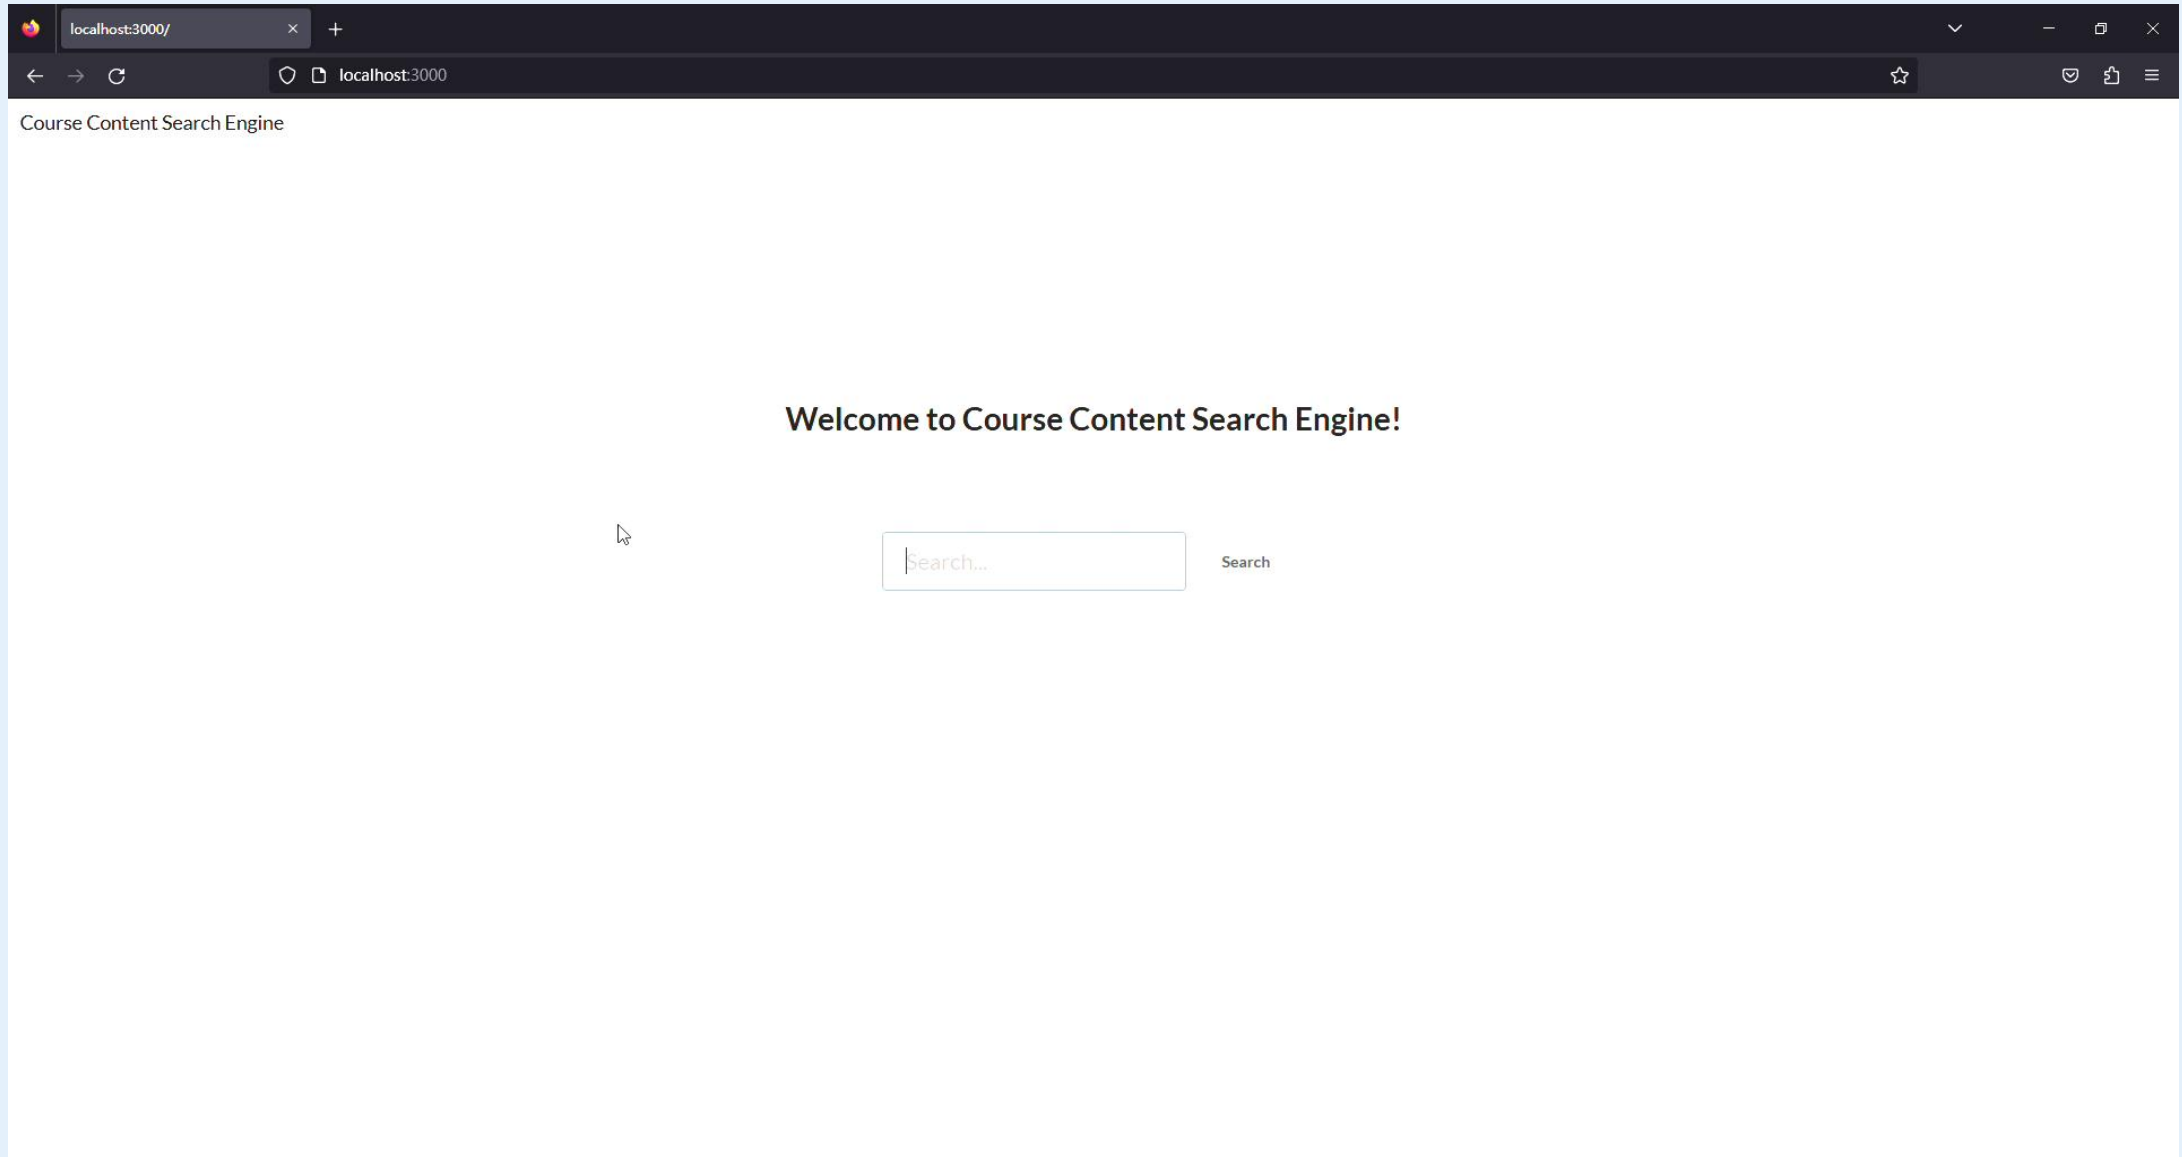 localhost:3000/
localhost:3000
Course Content Search Engine
Welcome to Course Content Search Engine!
Search...
Search